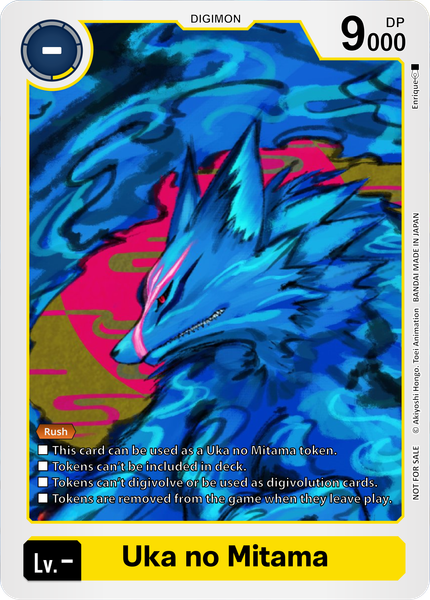 DIGIMON
DP
9000
-
Enrique
Rush
■ This card can be used as a Uka no Mitama token.
■ Tokens can't be included in deck.
■ Tokens can't digivolve or be used as digivolution cards.
■ Tokens are removed from the game when they leave play.
NOT FOR SALE © Akiyoshi Hongo, Toei Animation BANDAI MADE IN JAPAN
Lv.-
Uka no Mitama